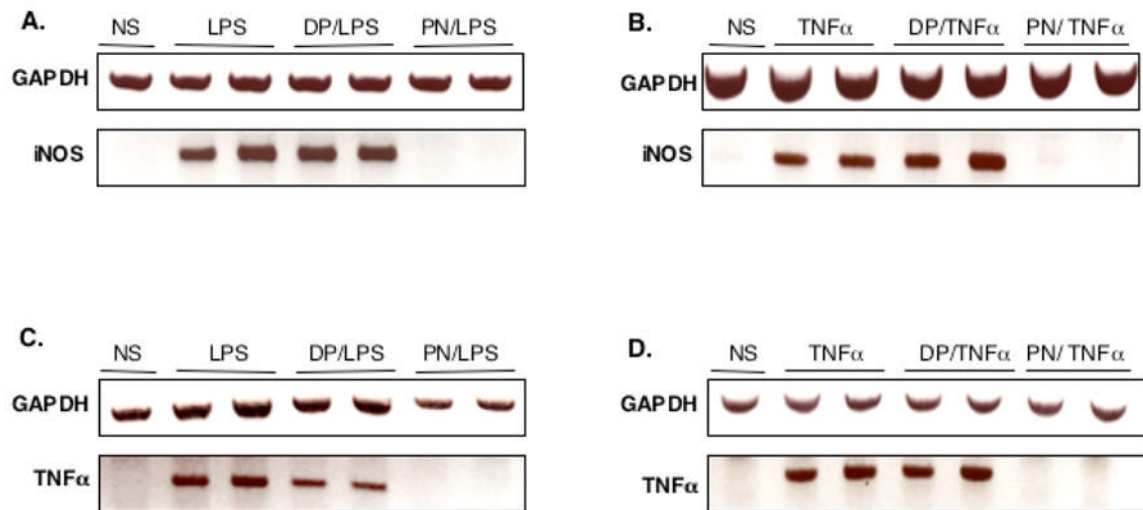 A.
NS LPS DP/LPS PN/LPS
GAPDH
iNOS
B.
NS TNFα DP/TNFα PN/ TNFα
GAPDH
iNOS
C.
NS LPS DP/LPS PN/LPS
GAPDH
TNFα
D.
NS TNFα DP/TNFα PN/ TNFα
GAPDH
TNFα